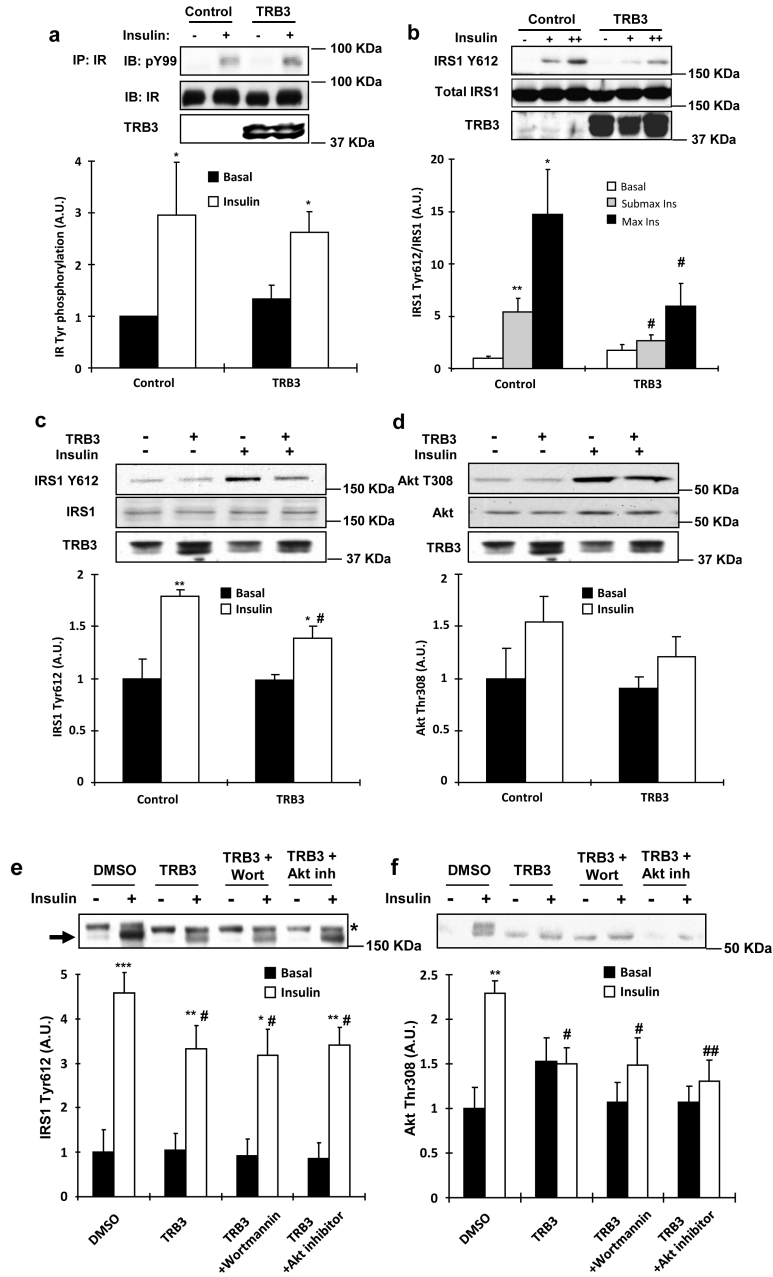 a
Control TRB3
Insulin: - + - +
IP: IR IB: pY99 100 KDa
IB: IR 100 KDa
TRB3 37 KDa
4
3
2
1
0
IR Tyr phosphorylation (A.U.)
Basal
Insulin
*
*
Control TRB3
b
Control TRB3
Insulin - + ++ - + ++
IRS1 Y612 150 KDa
Total IRS1 150 KDa
TRB3 37 KDa
20
15
10
5
0
IRS1 Tyr612/IRS1 (A.U.)
Basal
Submax Ins
Max Ins
**
*
#
#
Control TRB3
c
TRB3 - + - +
Insulin - - + +
IRS1 Y612 150 KDa
IRS1 150 KDa
TRB3 37 KDa
2
1.5
1
0.5
0
IRS1 Tyr612 (A.U.)
Basal
Insulin
**
* #
Control TRB3
d
TRB3 - + - +
Insulin - - + +
Akt T308 50 KDa
Akt 50 KDa
TRB3 37 KDa
2
1.5
1
0.5
0
Akt Thr308 (A.U.)
Basal
Insulin
Control TRB3
e
DMSO TRB3 TRB3 + Wort TRB3 + Akt inh
Insulin - + - + - + - +
*
150 KDa
5
4
3
2
1
0
IRS1 Tyr612 (A.U.)
Basal
Insulin
***
** #
* #
** #
DMSO
TRB3
TRB3
+Wortmannin
TRB3
+Akt inhibitor
f
DMSO TRB3 TRB3 + Wort TRB3 + Akt inh
Insulin - + - + - + - +
50 KDa
2.5
2
1.5
1
0.5
0
Akt Thr308 (A.U.)
Basal
Insulin
**
#
#
##
DMSO
TRB3
TRB3
+Wortmannin
TRB3
+Akt inhibitor